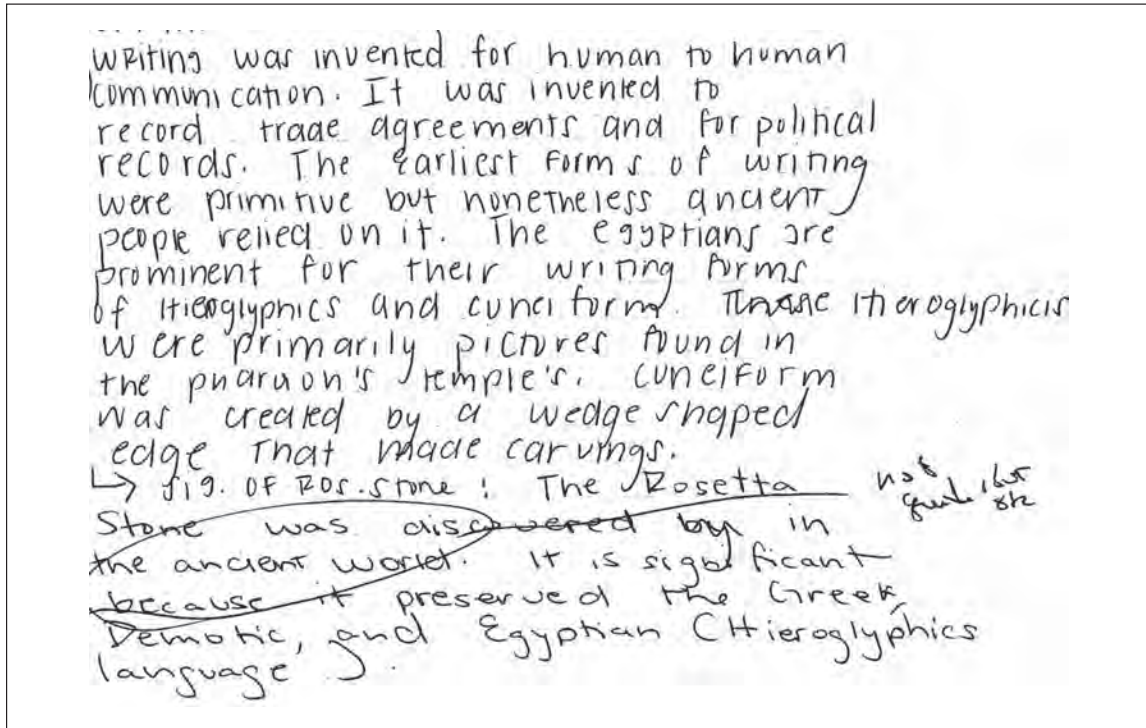 Writing was invented for human to human
communication. It was invented to
record trade agreements and for political
records. The earliest forms of writing
were primitive but nonetheless ancient
people relied on it. The egyptians are
prominent for their writing forms
of Hieroglyphics and cuneiform. Hieroglyphicis
were primarily pictures found in
the pharaoh's temple's. Cuneiform
was created by a wedge shaped
edge that made carvings.
↳ sig. OF ROS. Stone: The Rosetta
Stone was discovered by in
the ancient world. It is significant
because it preserved the Greek,
Demotic, and Egyptian (Hieroglyphics
language).
not